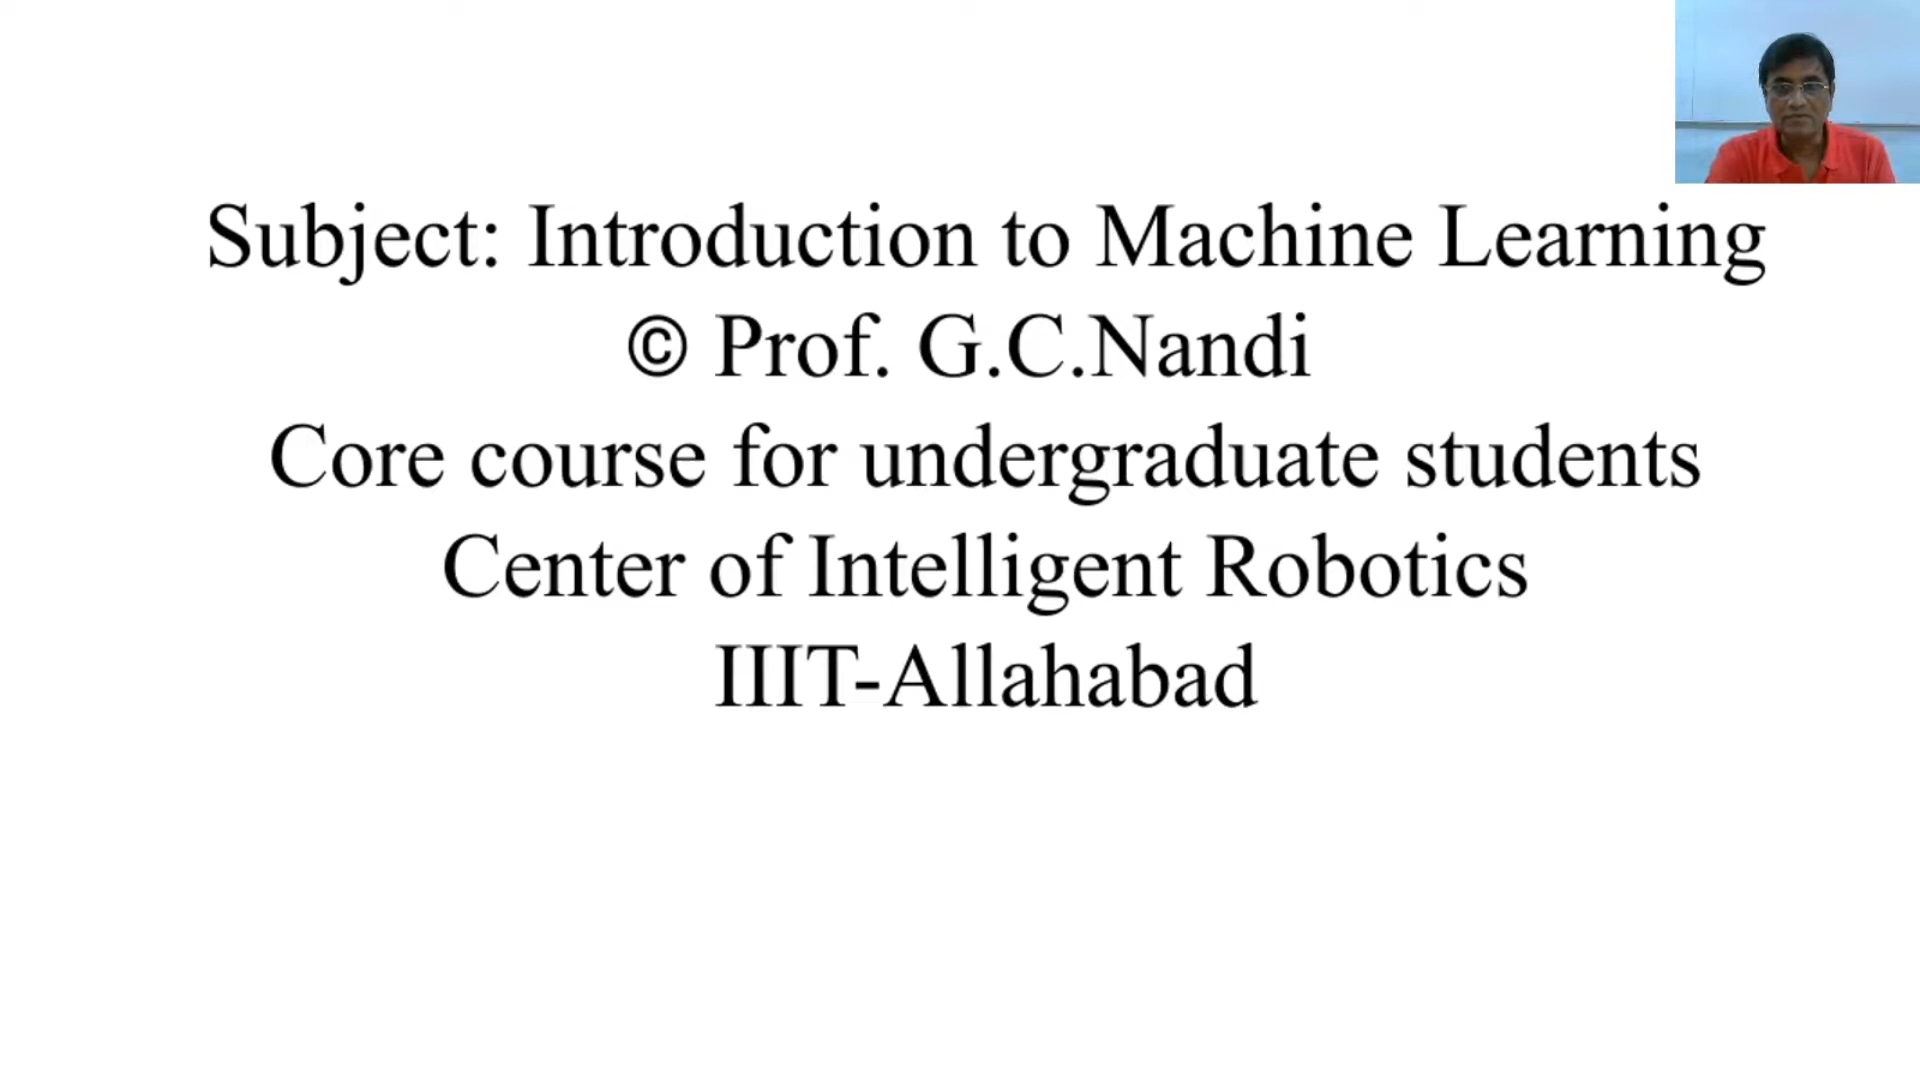 Subject: Introduction to Machine Learning
© Prof. G.C.Nandi
Core course for undergraduate students
Center of Intelligent Robotics
IIIT-Allahabad